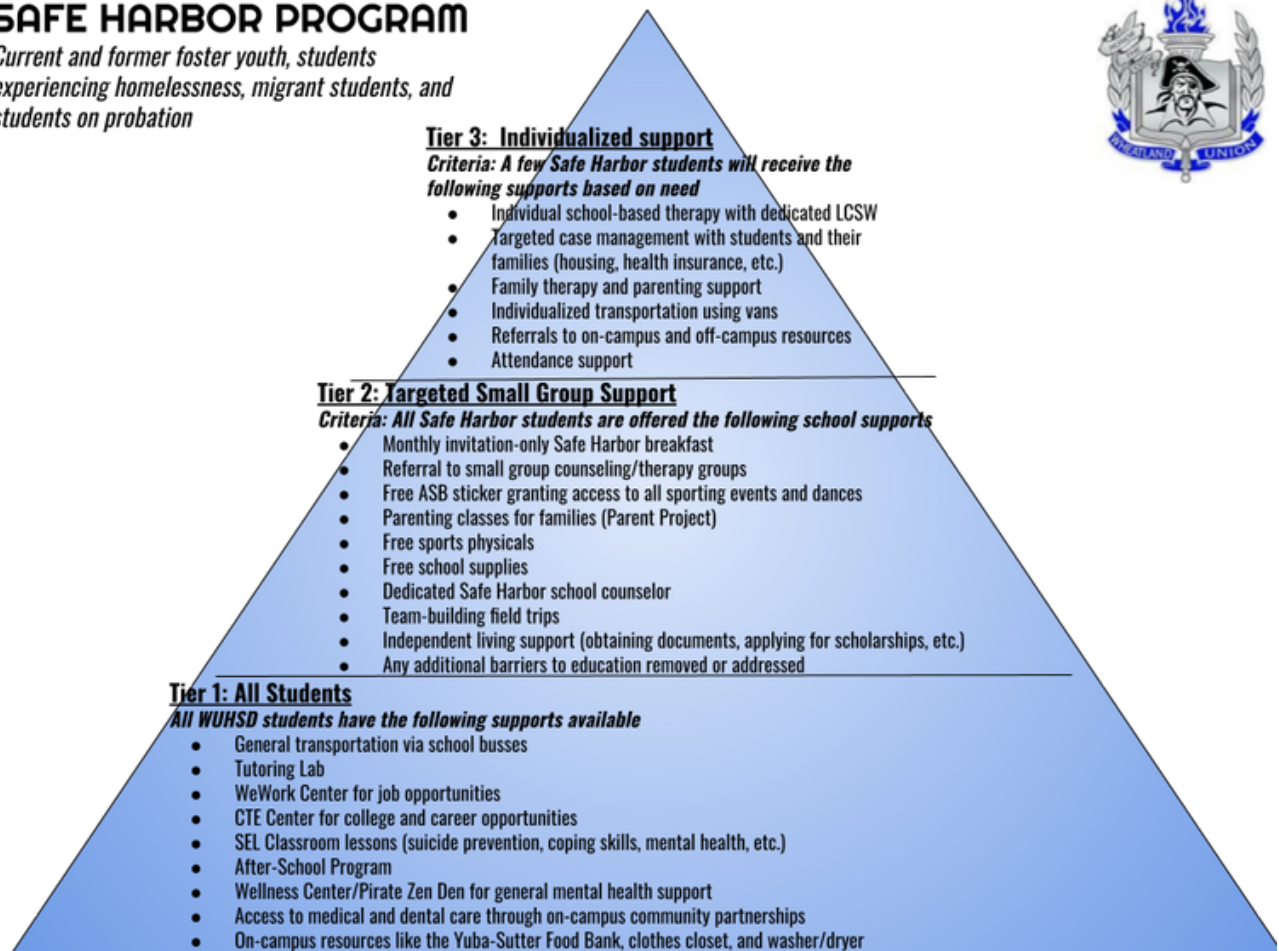 SAFE HARBOR PROGRAM
Current and former foster youth, students
experiencing homelessness, migrant students, and
students on probation
WHEATLAND UNION
Tier 3: Individualized support
Criteria: A few Safe Harbor students will receive the
following supports based on need
● Individual school-based therapy with dedicated LCSW
● Targeted case management with students and their
families (housing, health insurance, etc.)
● Family therapy and parenting support
● Individualized transportation using vans
● Referrals to on-campus and off-campus resources
● Attendance support
Tier 2: Targeted Small Group Support
Criteria: All Safe Harbor students are offered the following school supports
● Monthly invitation-only Safe Harbor breakfast
● Referral to small group counseling/therapy groups
● Free ASB sticker granting access to all sporting events and dances
● Parenting classes for families (Parent Project)
● Free sports physicals
● Free school supplies
● Dedicated Safe Harbor school counselor
● Team-building field trips
● Independent living support (obtaining documents, applying for scholarships, etc.)
● Any additional barriers to education removed or addressed
Tier 1: All Students
All WUHSD students have the following supports available
● General transportation via school busses
● Tutoring Lab
● WeWork Center for job opportunities
● CTE Center for college and career opportunities
● SEL Classroom lessons (suicide prevention, coping skills, mental health, etc.)
● After-School Program
● Wellness Center/Pirate Zen Den for general mental health support
● Access to medical and dental care through on-campus community partnerships
● On-campus resources like the Yuba-Sutter Food Bank, clothes closet, and washer/dryer